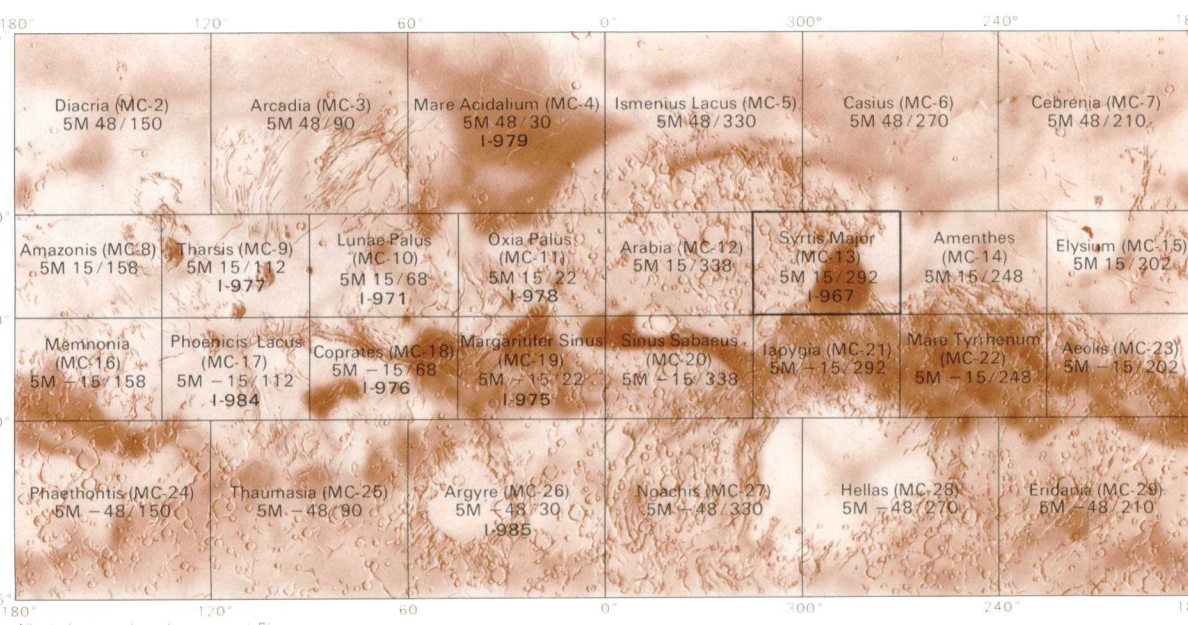 180° 120° 60° 0° 300° 240°
Diacria (MC-2)
5M 48/150
Arcadia (MC-3)
5M 48/90
Mare Acidalium (MC-4)
5M 48/30
I-979
Ismenius Lacus (MC-5)
5M 48/330
Casius (MC-6)
5M 48/270
Cebrenia (MC-7)
5M 48/210
Amazonis (MC-8)
5M 15/158
Tharsis (MC-9)
5M 15/112
I-977
Lunae Palus
(MC-10)
5M 15/68
I-971
Oxia Palus
(MC-11)
5M 15/22
I-978
Arabia (MC-12)
5M 15/338
Syrtis Major
(MC-13)
5M 15/292
I-967
Amenthes
(MC-14)
5M 15/248
Elysium (MC-15)
5M 15/202
Memnonia
(MC-16)
5M −15/158
Phoenicis Lacus
(MC-17)
5M −15/112
I-984
Coprates (MC-18)
5M −15/68
I-976
Margaritifer Sinus
(MC-19)
5M −15/22
I-975
Sinus Sabaeus
(MC-20)
5M −15/338
Iapygia (MC-21)
5M −15/292
Mare Tyrrhenum
(MC-22)
5M −15/248
Aeolis (MC-23)
5M −15/202
Phaethontis (MC-24)
5M −48/150
Thaumasia (MC-25)
5M −48/90
Argyre (MC-26)
5M −48/30
I-985
Noachis (MC-27)
5M −48/330
Hellas (MC-28)
5M −48/270
Eridania (MC-29)
5M −48/210
180° 120° 60 0° 300° 240°